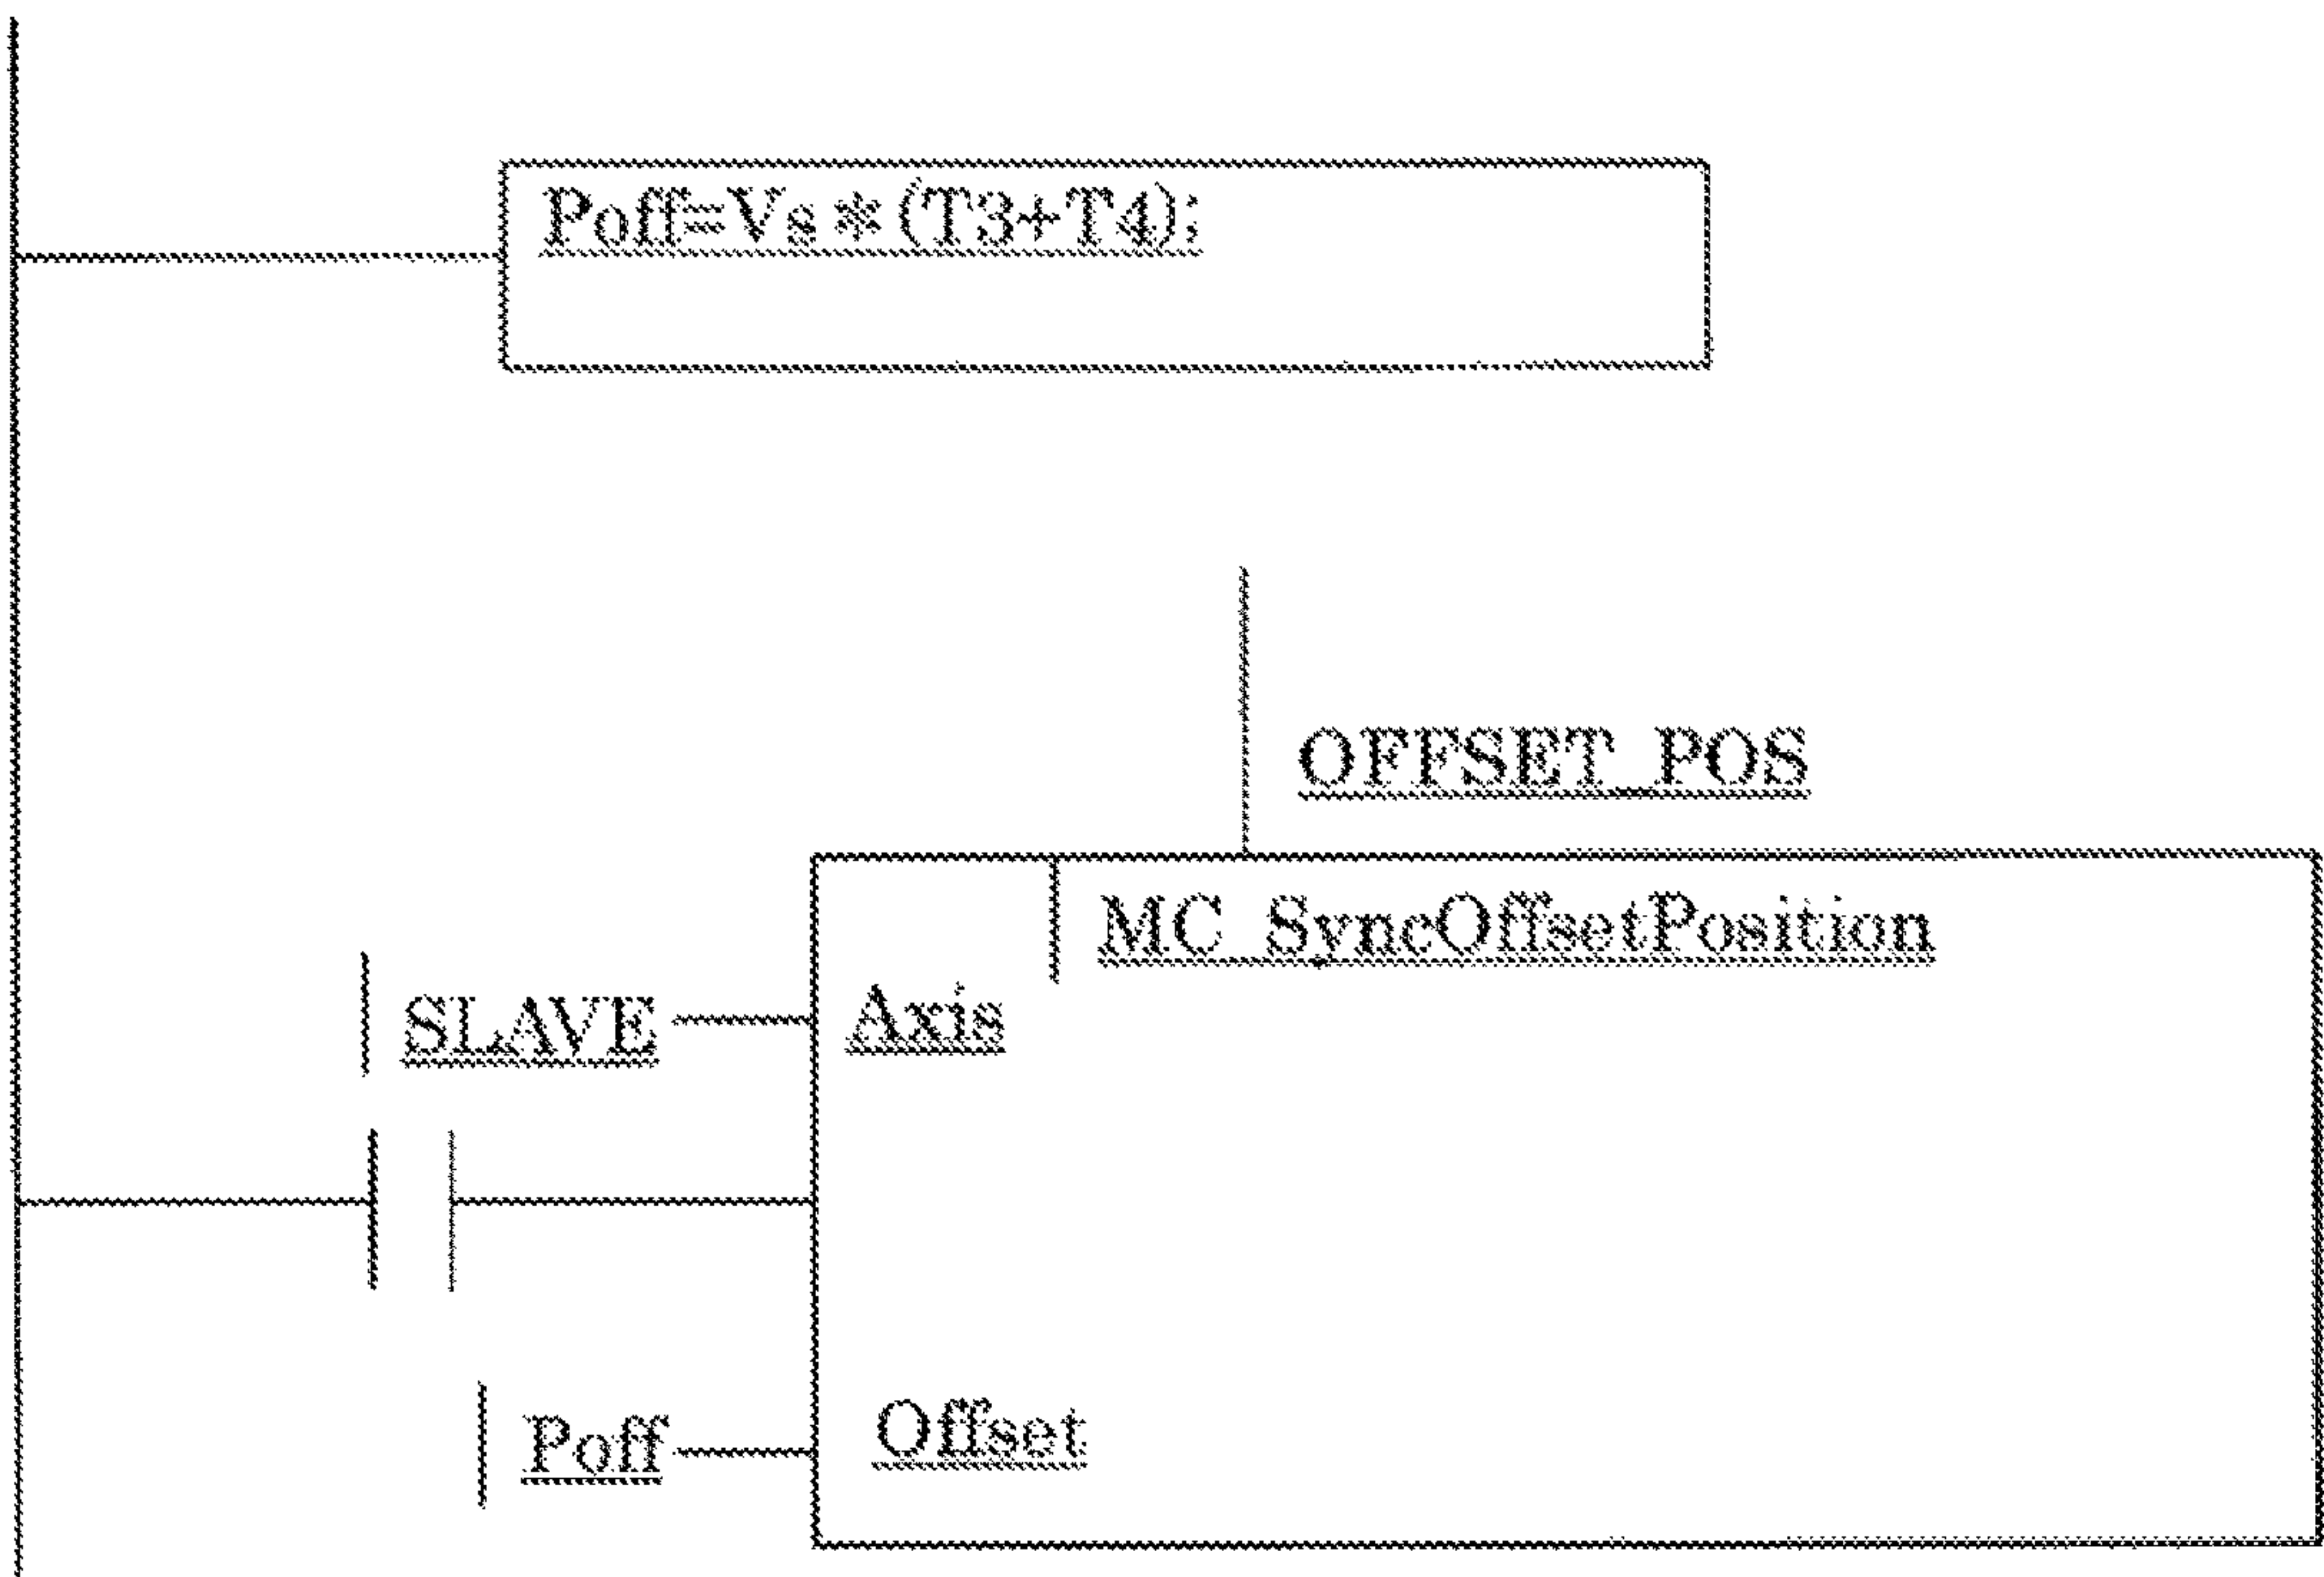 Poff=Vs*(T3+T4);
OFFSET_POS
MC_SyncOffsetPosition
SLAVE
Axis
Poff
Offset